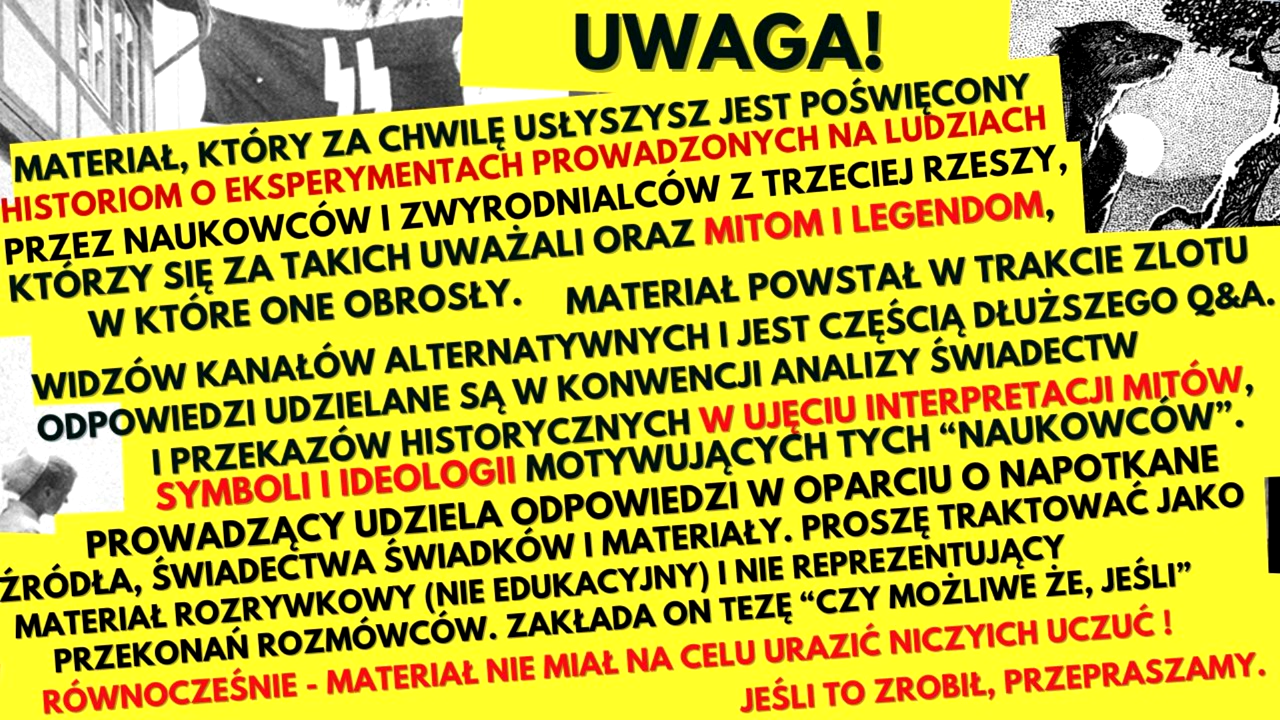 UWAGA!
MATERIAŁ, KTÓRY ZA CHWILĘ USŁYSZYSZ JEST POŚWIĘCONY
HISTORIOM O EKSPERYMENTACH PROWADZONYCH NA LUDZIACH
PRZEZ NAUKOWCÓW I ZWYRODNIALCÓW Z TRZECIEJ RZESZY,
KTÓRZY SIĘ ZA TAKICH UWAŻALI ORAZ MITOM I LEGENDOM,
W KTÓRE ONE OBROSŁY.
MATERIAŁ POWSTAŁ W TRAKCIE ZLOTU
WIDZÓW KANAŁÓW ALTERNATYWNYCH I JEST CZĘŚCIĄ DŁUŻSZEGO Q&A.
ODPOWIEDZI UDZIELANE SĄ W KONWENCJI ANALIZY ŚWIADECTW
I PRZEKAZÓW HISTORYCZNYCH W UJĘCIU INTERPRETACJI MITÓW,
SYMBOLI I IDEOLOGII MOTYWUJĄCYCH TYCH “NAUKOWCÓW”.
PROWADZĄCY UDZIELA ODPOWIEDZI W OPARCIU O NAPOTKANE
ŹRÓDŁA, ŚWIADECTWA ŚWIADKÓW I MATERIAŁY. PROSZĘ TRAKTOWAĆ JAKO
MATERIAŁ ROZRYWKOWY (NIE EDUKACYJNY) I NIE REPREZENTUJĄCY
PRZEKONAŃ ROZMÓWCÓW. ZAKŁADA ON TEZĘ “CZY MOŻLIWE ŻE, JEŚLI”
RÓWNOCZEŚNIE - MATERIAŁ NIE MIAŁ NA CELU URAZIĆ NICZYICH UCZUĆ !
JEŚLI TO ZROBIŁ, PRZEPRASZAMY.